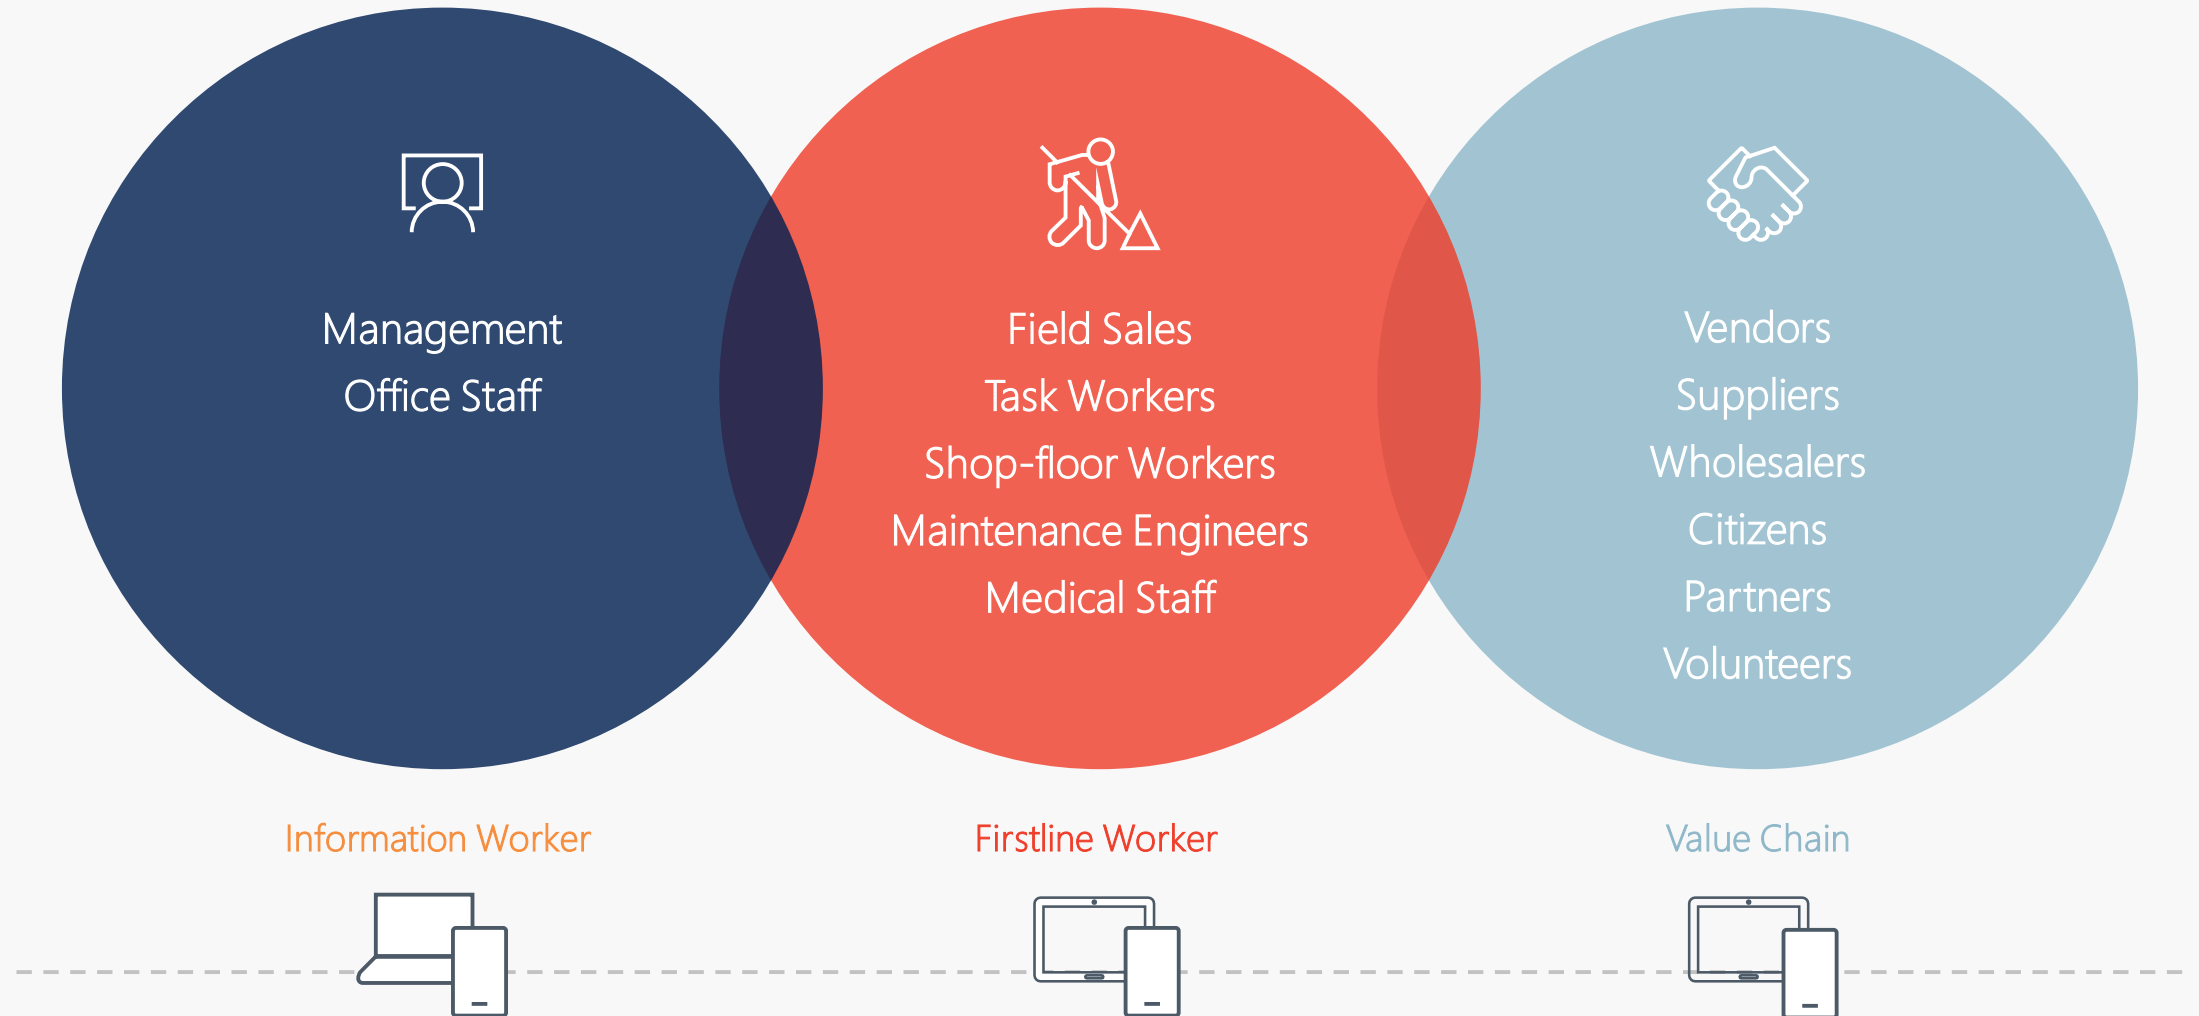 Management
Office Staff
Field Sales
Task Workers
Shop-floor Workers
Maintenance Engineers
Medical Staff
Vendors
Suppliers
Wholesalers
Citizens
Partners
Volunteers
Information Worker
Firstline Worker
Value Chain